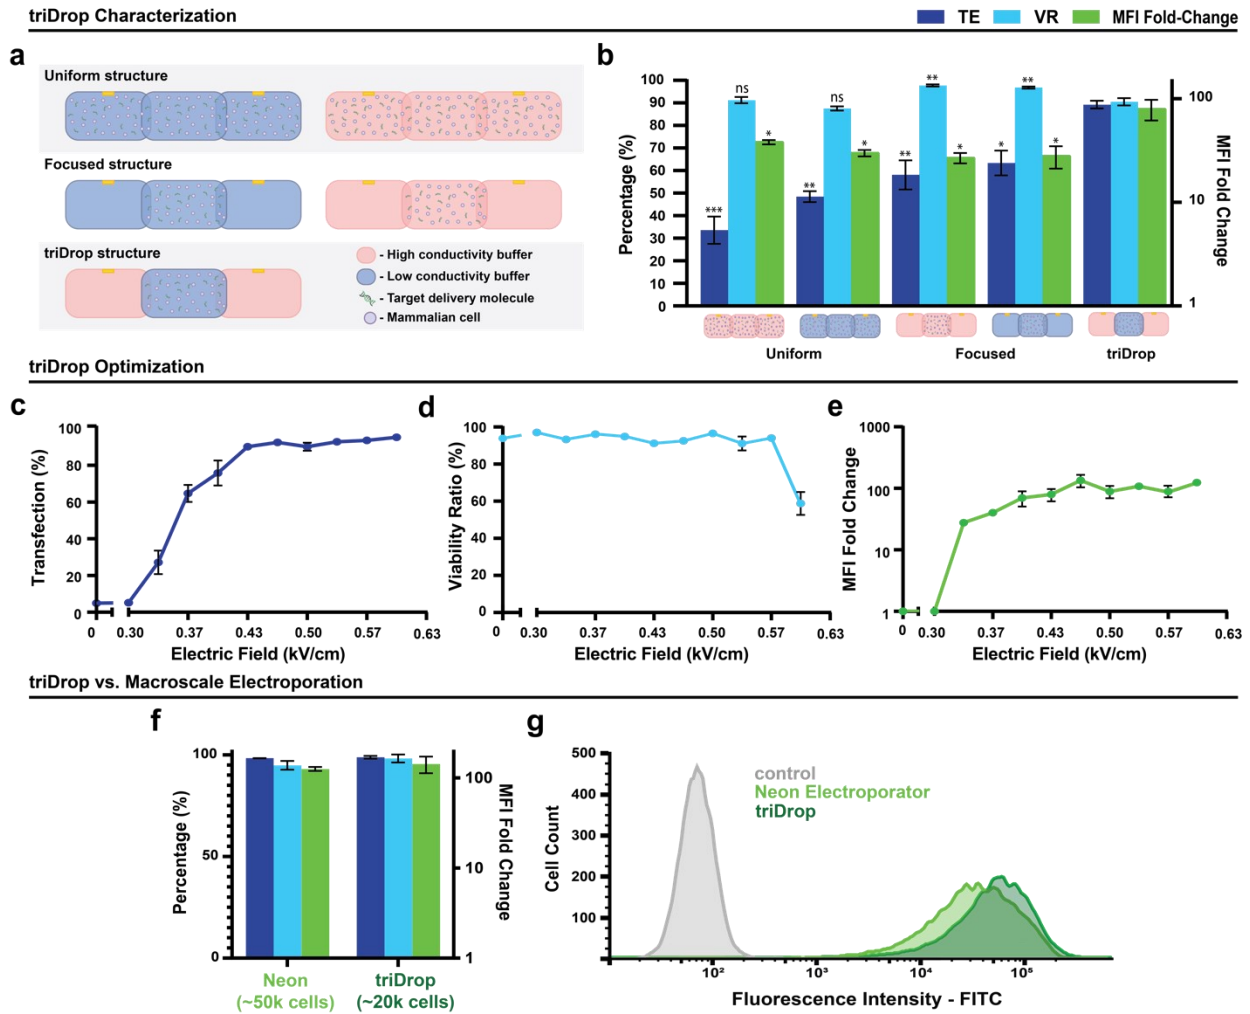 triDrop Characterization
TE VR MFI Fold-Change
a
Uniform structure
Focused structure
triDrop structure
- High conductivity buffer
- Low conductivity buffer
- Target delivery molecule
- Mammalian cell
b
Percentage (%)
100
90
80
70
60
50
40
30
20
10
0
*** ns *
** ns *
** ** *
* ** *
100
10
1
MFI Fold Change
Uniform Focused triDrop
triDrop Optimization
c
Transfection (%)
100
80
60
40
20
0
0 0.30 0.37 0.43 0.50 0.57 0.63
Electric Field (kV/cm)
d
Viability Ratio (%)
100
80
60
40
20
0
0 0.30 0.37 0.43 0.50 0.57 0.63
Electric Field (kV/cm)
e
MFI Fold Change
1000
100
10
1
0 0.30 0.37 0.43 0.50 0.57 0.63
Electric Field (kV/cm)
triDrop vs. Macroscale Electroporation
f
Percentage (%)
100
50
0
100
10
1
MFI Fold Change
Neon triDrop
(~50k cells) (~20k cells)
g
Cell Count
500
400
300
200
100
control
Neon Electroporator
triDrop
10² 10³ 10⁴ 10⁵
Fluorescence Intensity - FITC